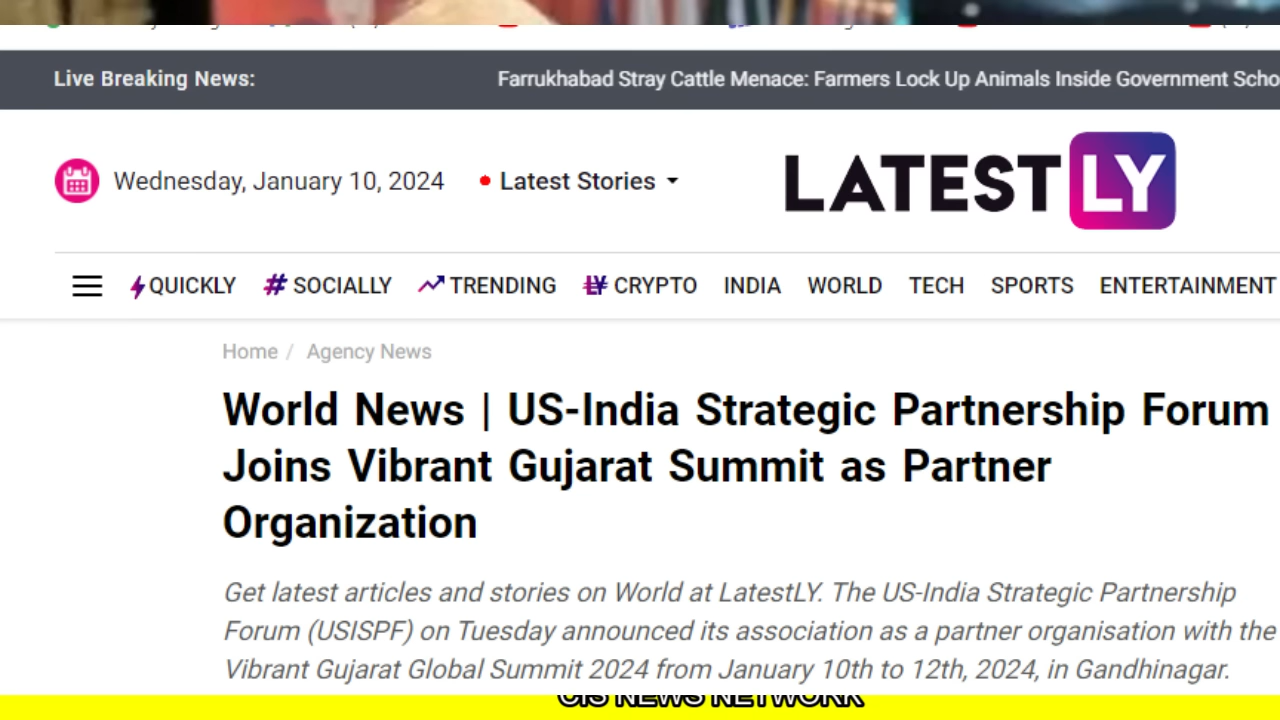 Live Breaking News: Farrukhabad Stray Cattle Menace: Farmers Lock Up Animals Inside Government Scho
Wednesday, January 10, 2024 Latest Stories LATESTLY
QUICKLY # SOCIALLY TRENDING CRYPTO INDIA WORLD TECH SPORTS ENTERTAINMENT
Home / Agency News
World News | US-India Strategic Partnership Forum
Joins Vibrant Gujarat Summit as Partner
Organization
Get latest articles and stories on World at LatestLY. The US-India Strategic Partnership
Forum (USISPF) on Tuesday announced its association as a partner organisation with the
Vibrant Gujarat Global Summit 2024 from January 10th to 12th, 2024, in Gandhinagar.
NEWS NETWORK